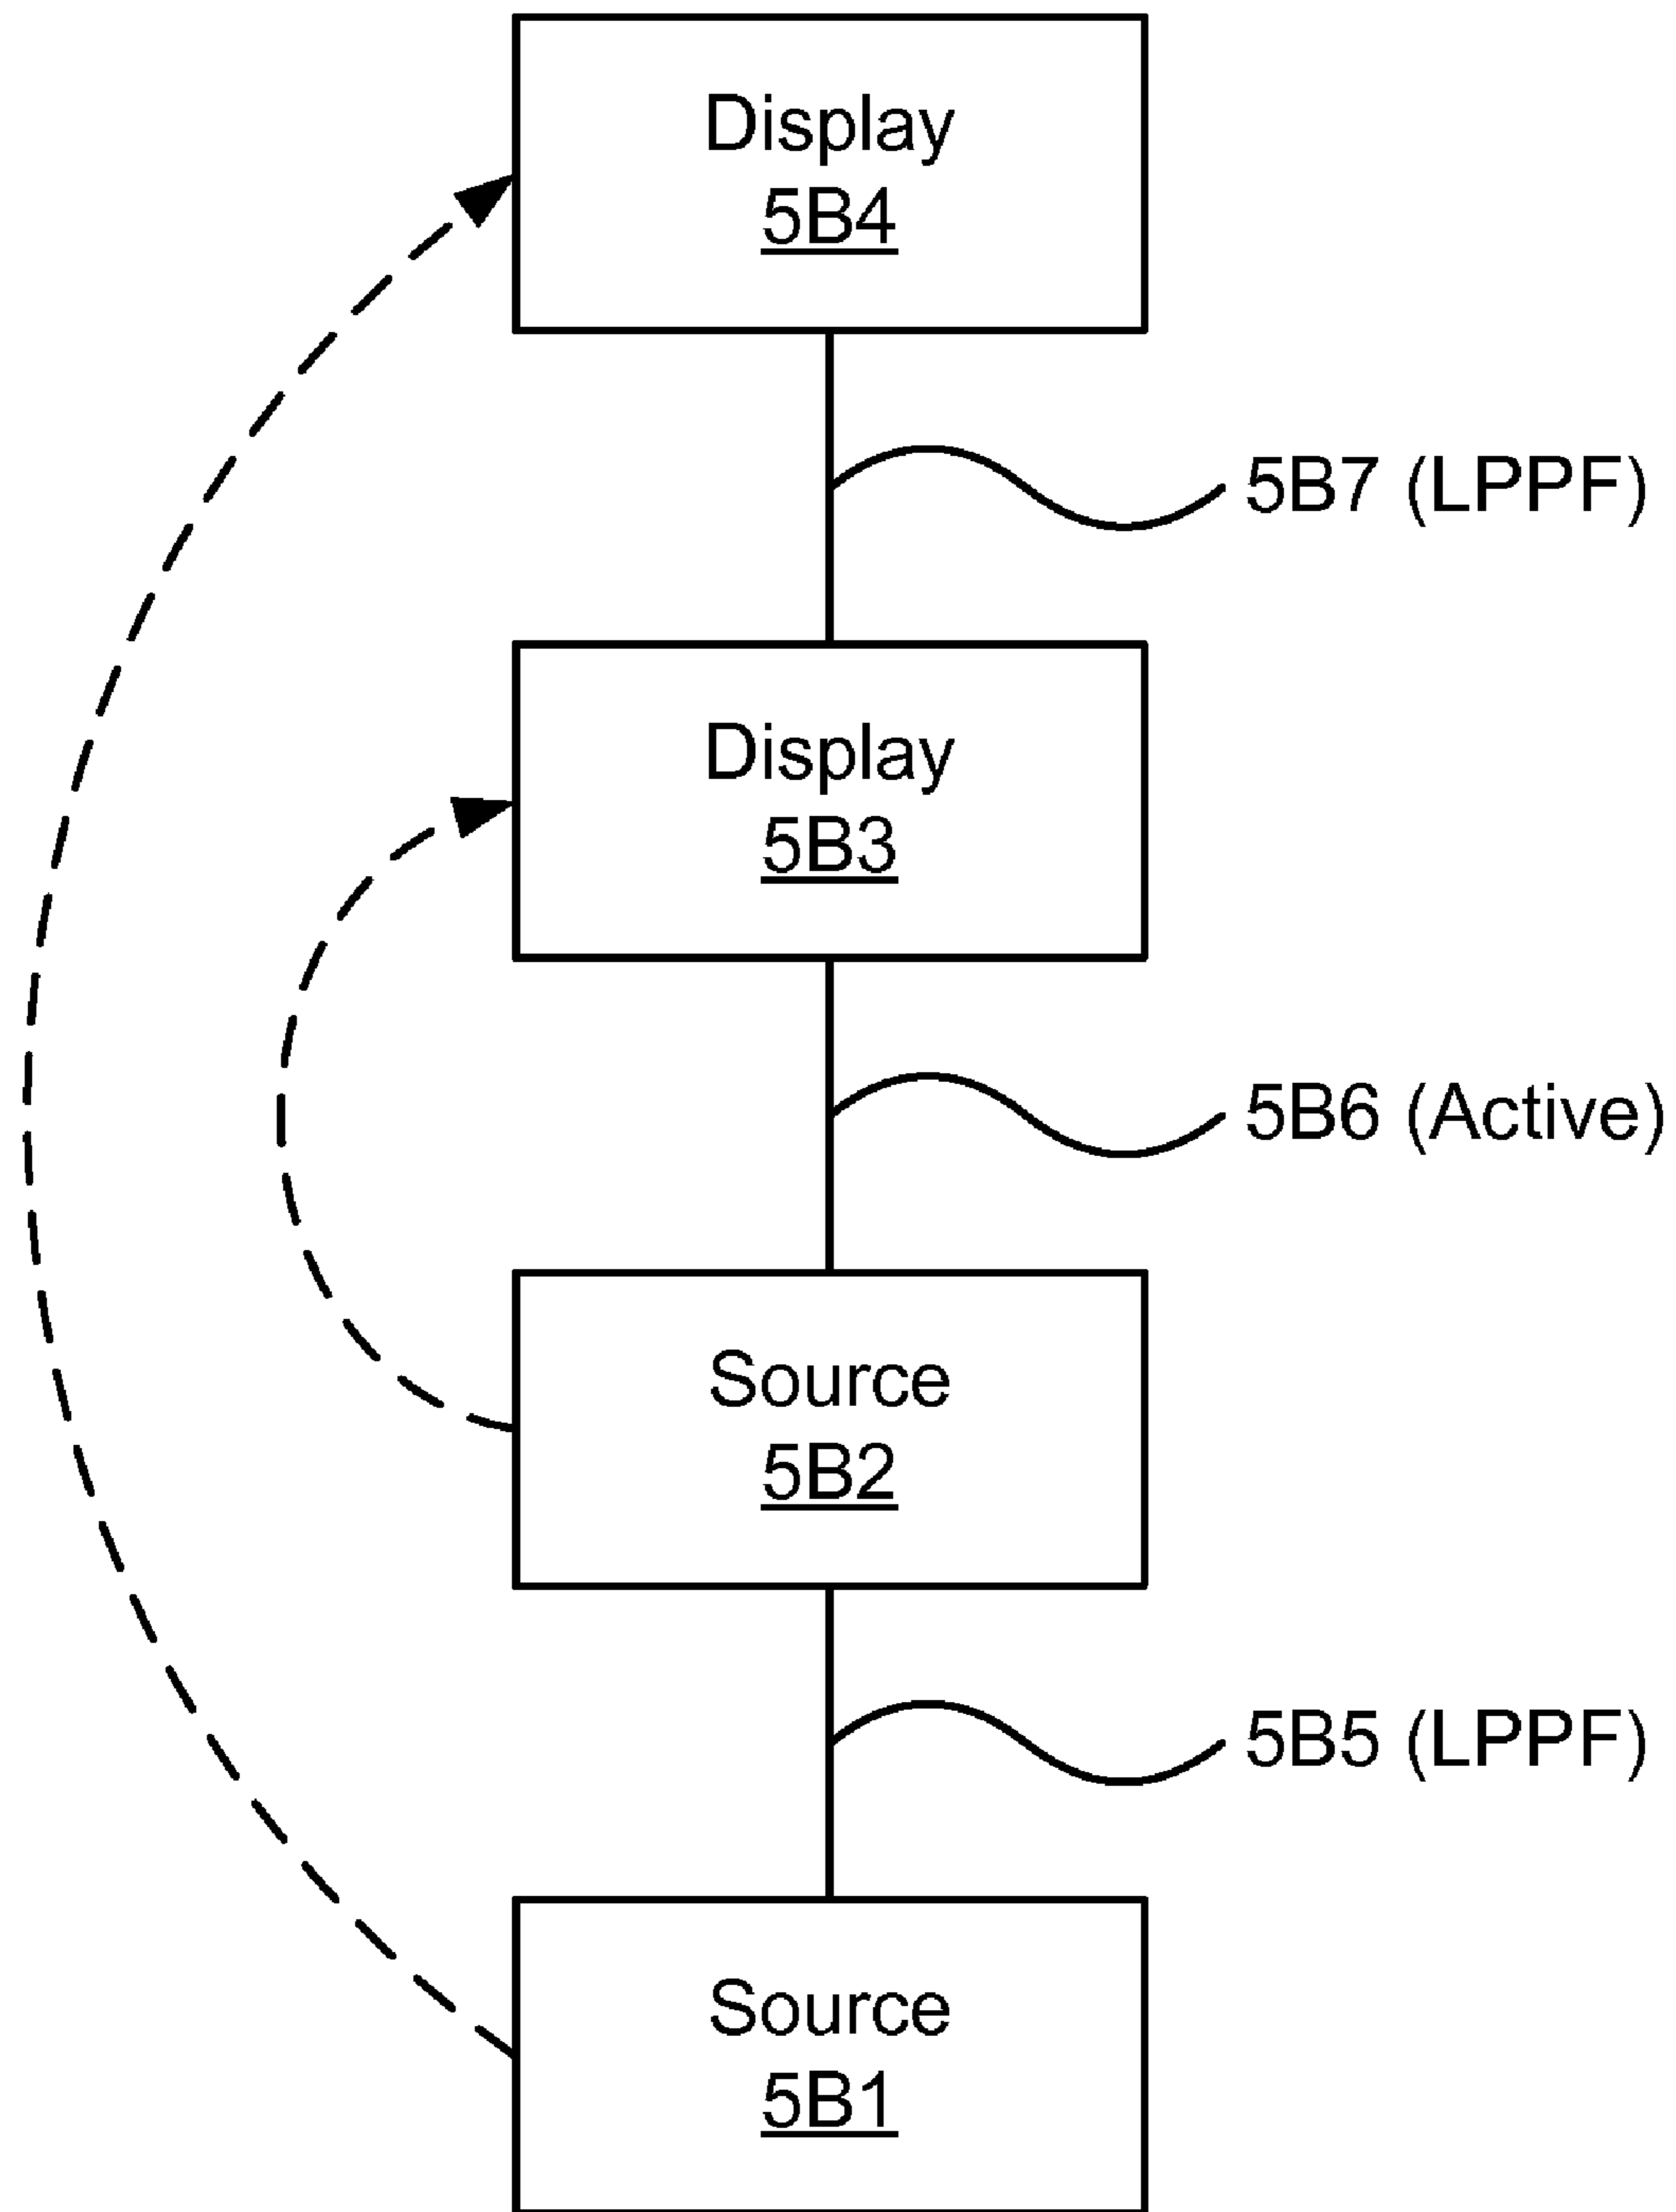 Display
5B4
5B7 (LPPF)
Display
5B3
5B6 (Active)
Source
5B2
5B5 (LPPF)
Source
5B1